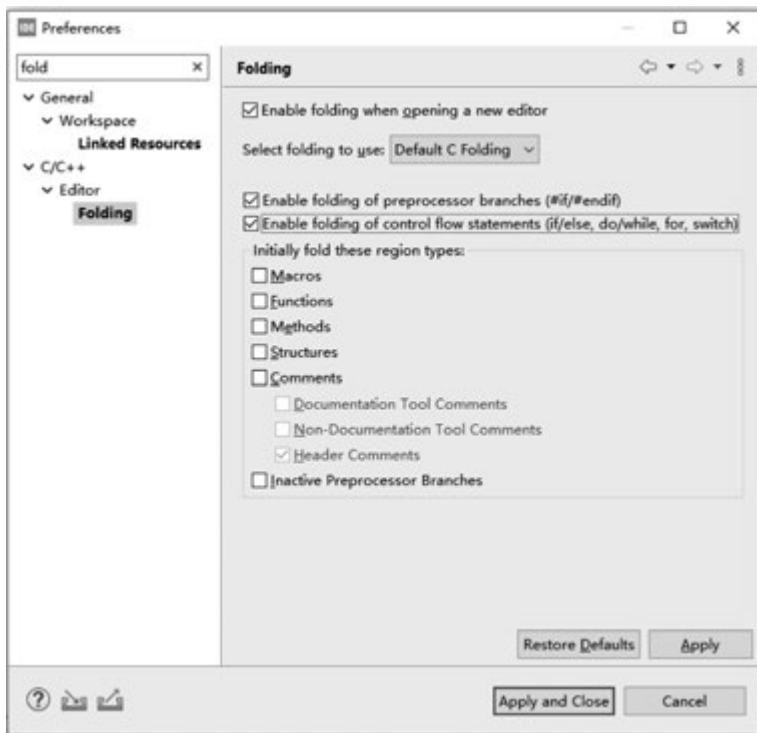 IDE Preferences
fold
Folding
General
Workspace
Linked Resources
C/C++
Editor
Folding
Enable folding when opening a new editor
Select folding to use: Default C Folding
Enable folding of preprocessor branches (#if/#endif)
Enable folding of control flow statements (if/else, do/while, for, switch)
Initially fold these region types:
Macros
Functions
Methods
Structures
Comments
Documentation Tool Comments
Non-Documentation Tool Comments
Header Comments
Inactive Preprocessor Branches
Restore Defaults Apply
Apply and Close Cancel